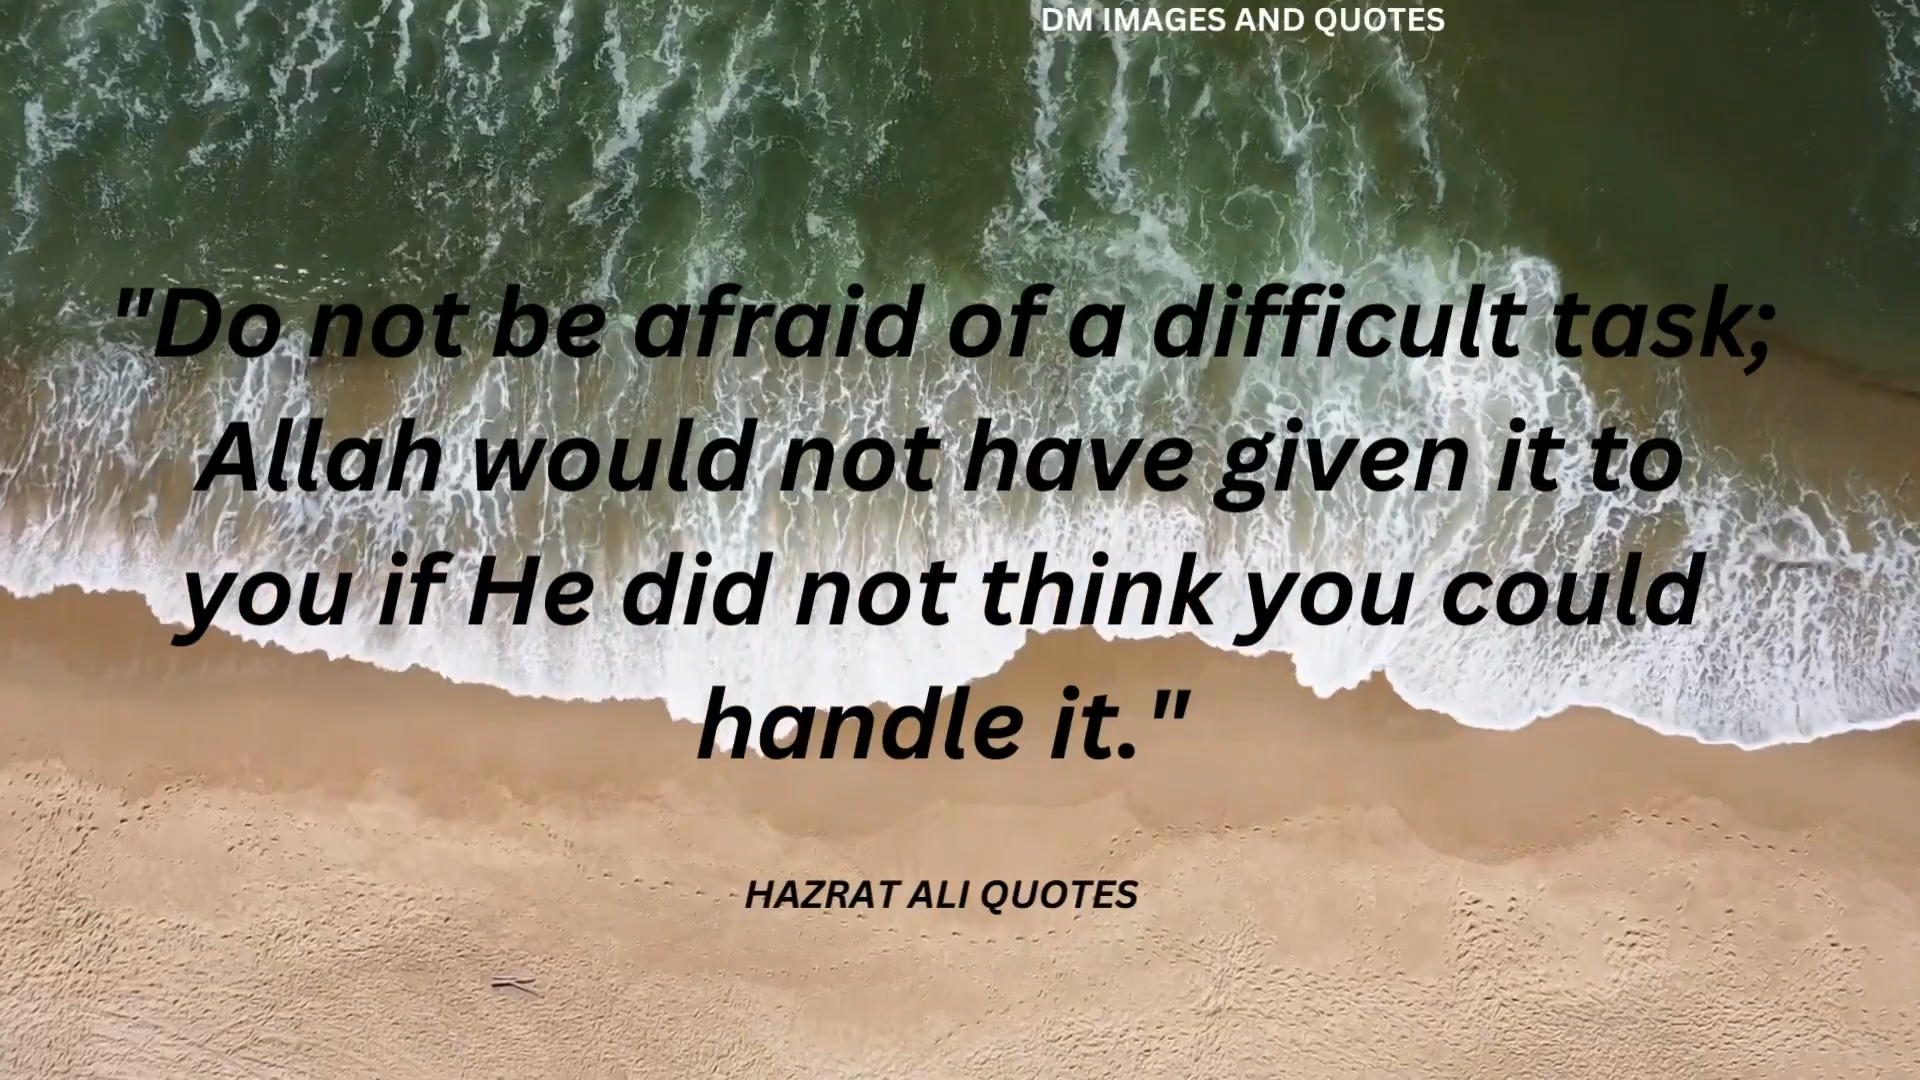 DM IMAGES AND QUOTES
"Do not be afraid of a difficult task;
Allah would not have given it to
you if He did not think you could
handle it."
HAZRAT ALI QUOTES